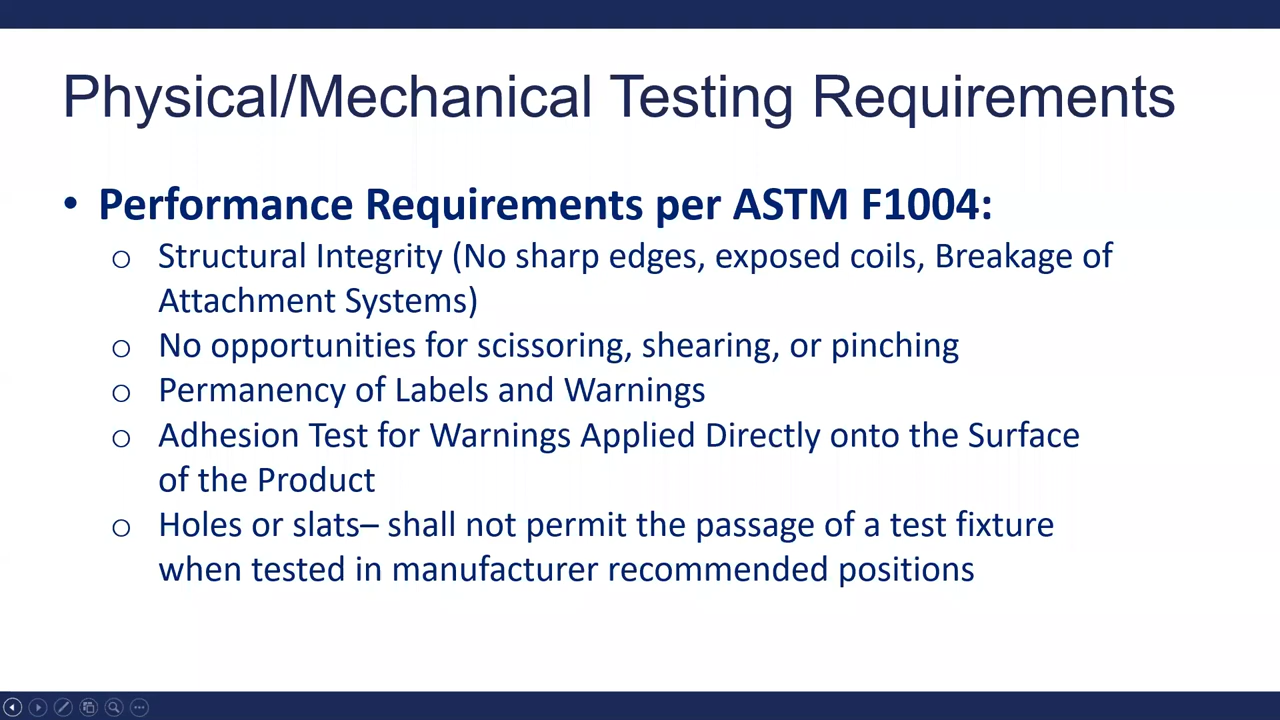 Physical/Mechanical Testing Requirements
• Performance Requirements per ASTM F1004:
o Structural Integrity (No sharp edges, exposed coils, Breakage of
Attachment Systems)
o No opportunities for scissoring, shearing, or pinching
o Permanency of Labels and Warnings
o Adhesion Test for Warnings Applied Directly onto the Surface
of the Product
o Holes or slats– shall not permit the passage of a test fixture
when tested in manufacturer recommended positions